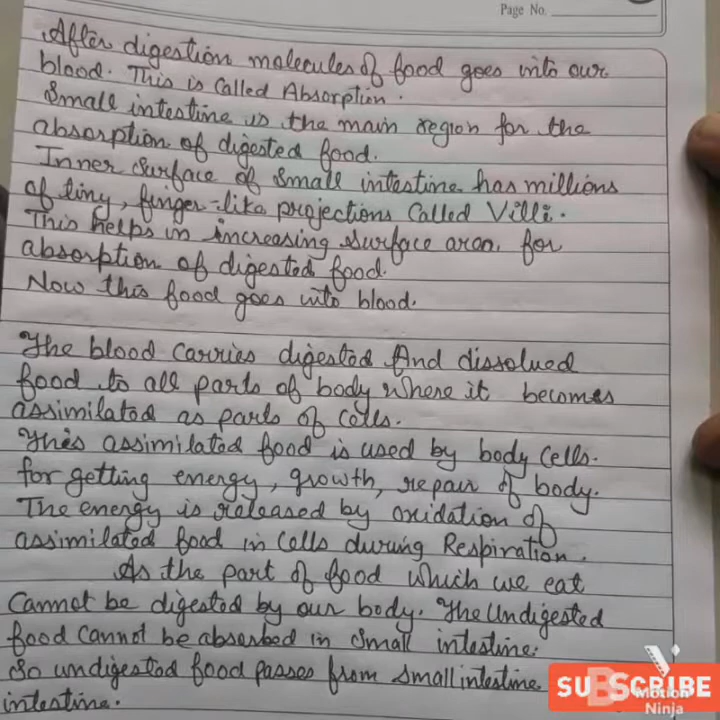 Page No.
After digestion molecules of food goes into our
blood. This is Called Absorption.
Small intestine is the main region for the
absorption of digested food.
Inner Surface of Small intestine has millions
of tiny, finger-like projections Called Villi.
This helps in increasing surface area for
absorption of digested food.
Now this food goes into blood.
The blood Carries digested And dissolved
food to all parts of body where it becomes
assimilated as parts of Cells.
This assimilated food is used by body Cells.
for getting energy, growth, repair of body.
The energy is released by oxidation of
assimilated food in Cells during Respiration.
As the part of food which we eat
Cannot be digested by our body. The Undigested
food Cannot be absorbed in Small intestine.
So undigested food passes from small intestine
intestine.
SUBSCRIBE
Motion
Ninja